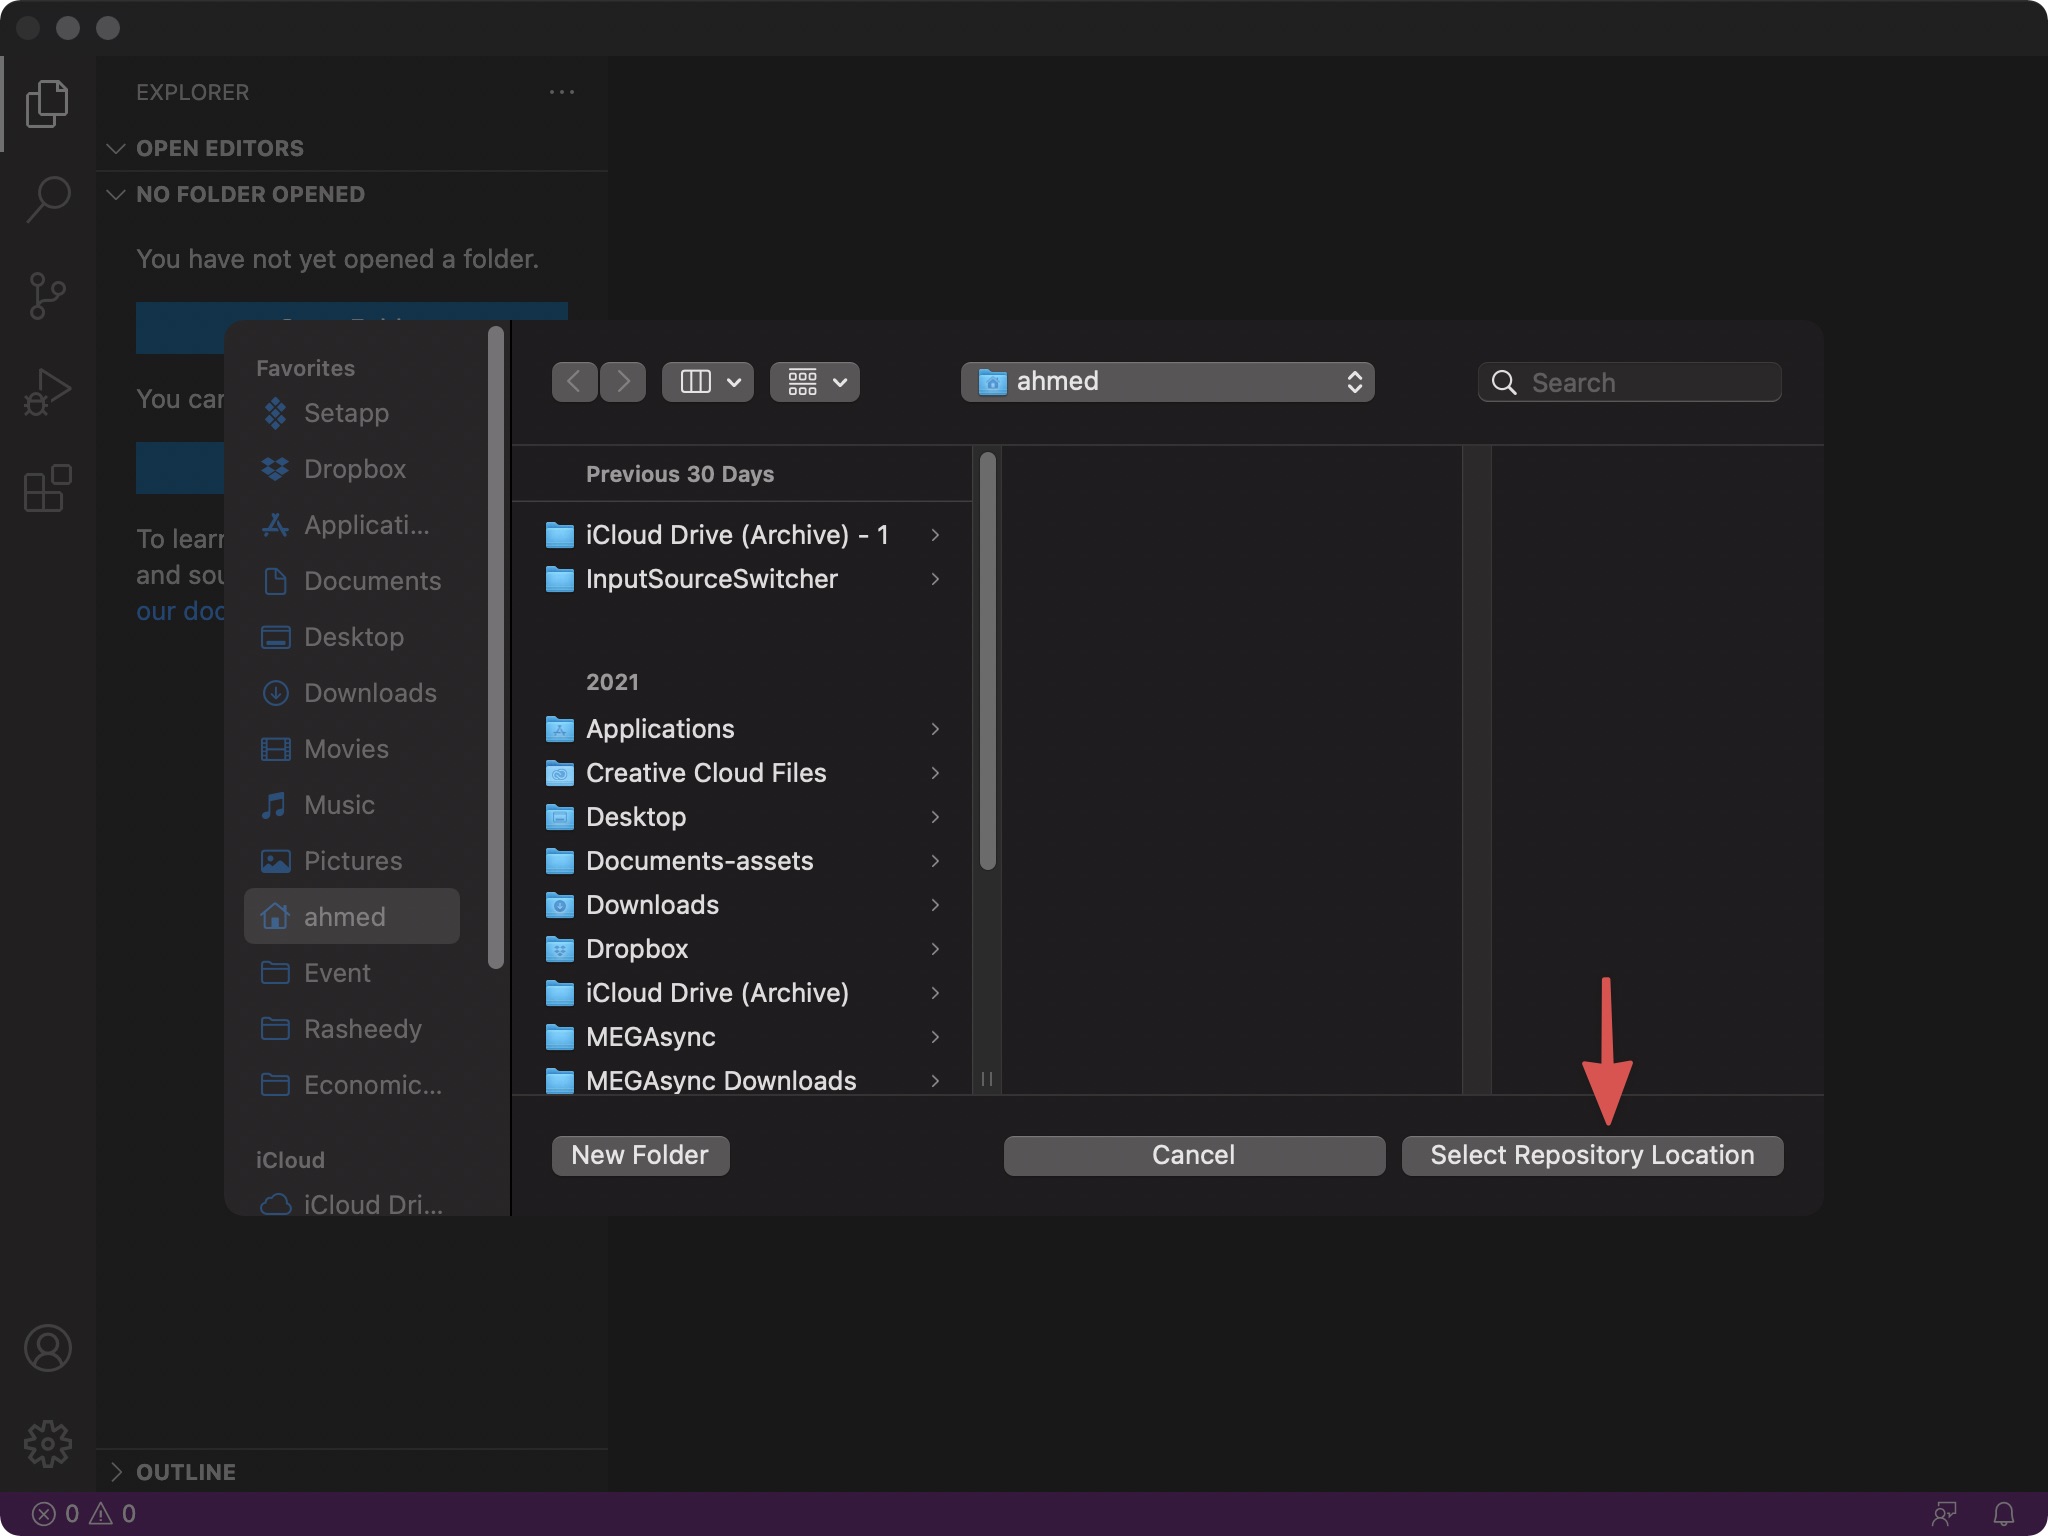 EXPLORER
OPEN EDITORS
NO FOLDER OPENED
You have not yet opened a folder.
You can
To learn
and sou
our doc
Favorites
Setapp
Dropbox
Applicati...
Documents
Desktop
Downloads
Movies
Music
Pictures
ahmed
Event
Rasheedy
Economic...
iCloud
iCloud Dri...
ahmed
Search
Previous 30 Days
iCloud Drive (Archive) - 1
InputSourceSwitcher
2021
Applications
Creative Cloud Files
Desktop
Documents-assets
Downloads
Dropbox
iCloud Drive (Archive)
MEGAsync
MEGAsync Downloads
New Folder
Cancel
Select Repository Location
OUTLINE
0 0